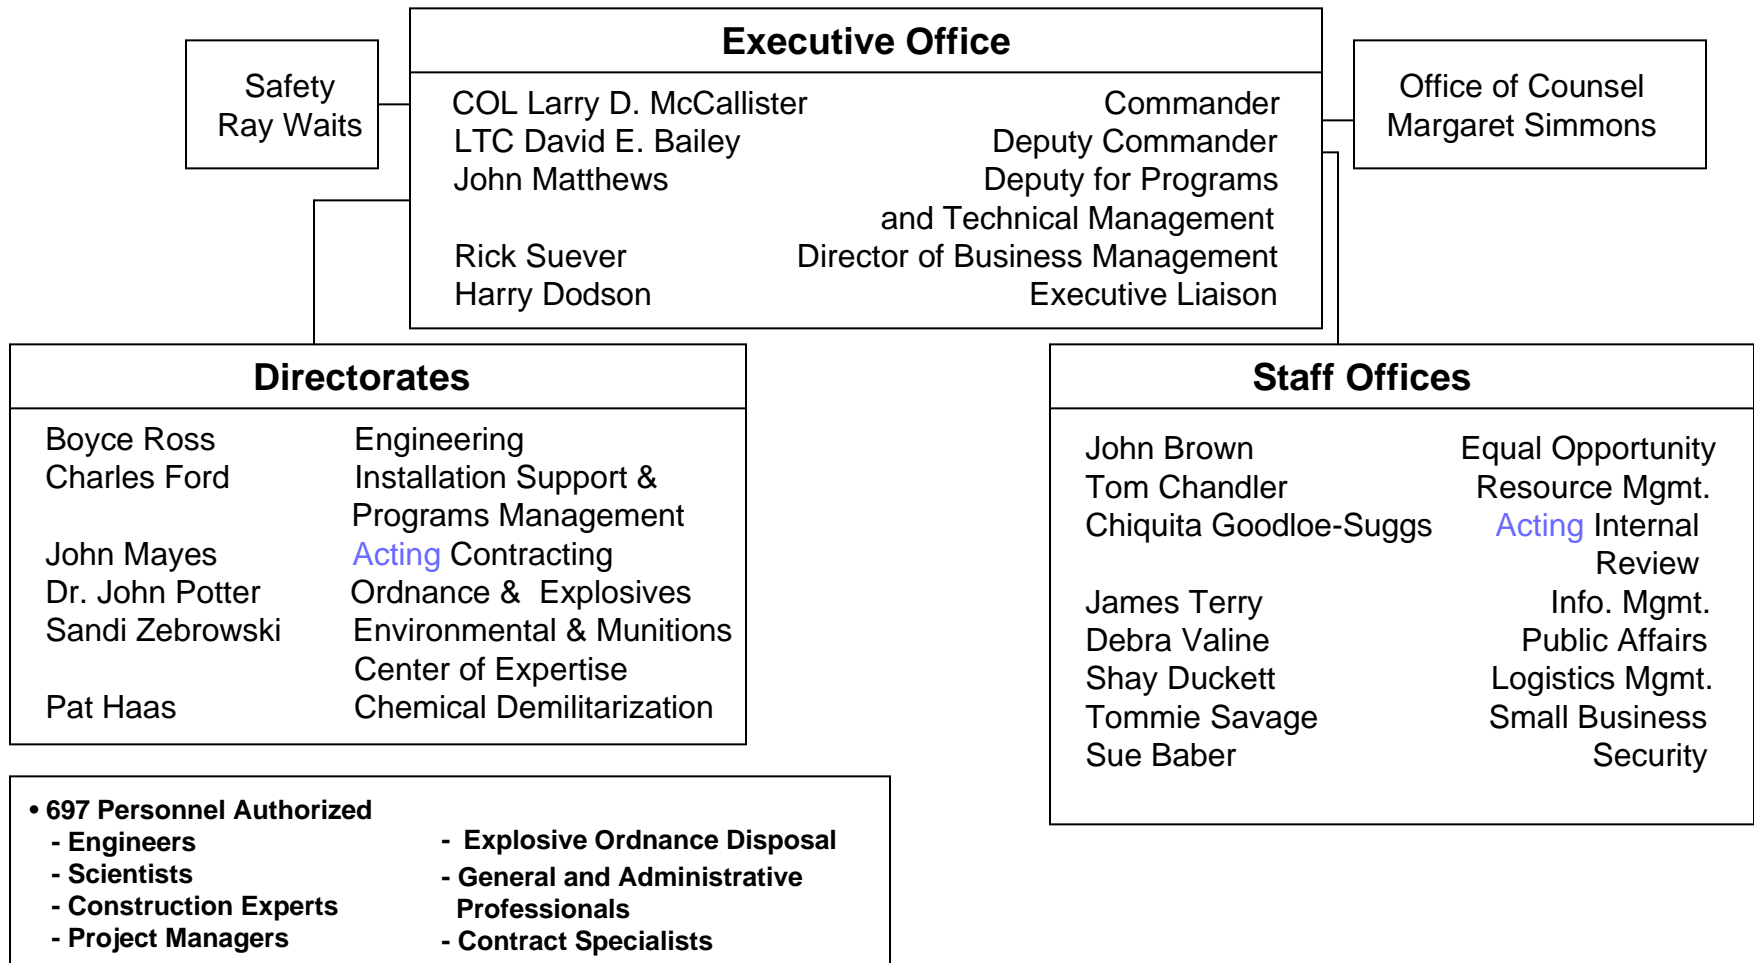 Executive Office
Safety
Ray Waits
COL Larry D. McCallister Commander
LTC David E. Bailey Deputy Commander
John Matthews Deputy for Programs
and Technical Management
Rick Suever Director of Business Management
Harry Dodson Executive Liaison
Office of Counsel
Margaret Simmons
Directorates
Boyce Ross Engineering
Charles Ford Installation Support &
Programs Management
John Mayes Acting Contracting
Dr. John Potter Ordnance & Explosives
Sandi Zebrowski Environmental & Munitions
Center of Expertise
Pat Haas Chemical Demilitarization
Staff Offices
John Brown Equal Opportunity
Tom Chandler Resource Mgmt.
Chiquita Goodloe-Suggs Acting Internal
Review
James Terry Info. Mgmt.
Debra Valine Public Affairs
Shay Duckett Logistics Mgmt.
Tommie Savage Small Business
Sue Baber Security
• 697 Personnel Authorized
- Engineers
- Scientists
- Construction Experts
- Project Managers
- Explosive Ordnance Disposal
- General and Administrative
Professionals
- Contract Specialists